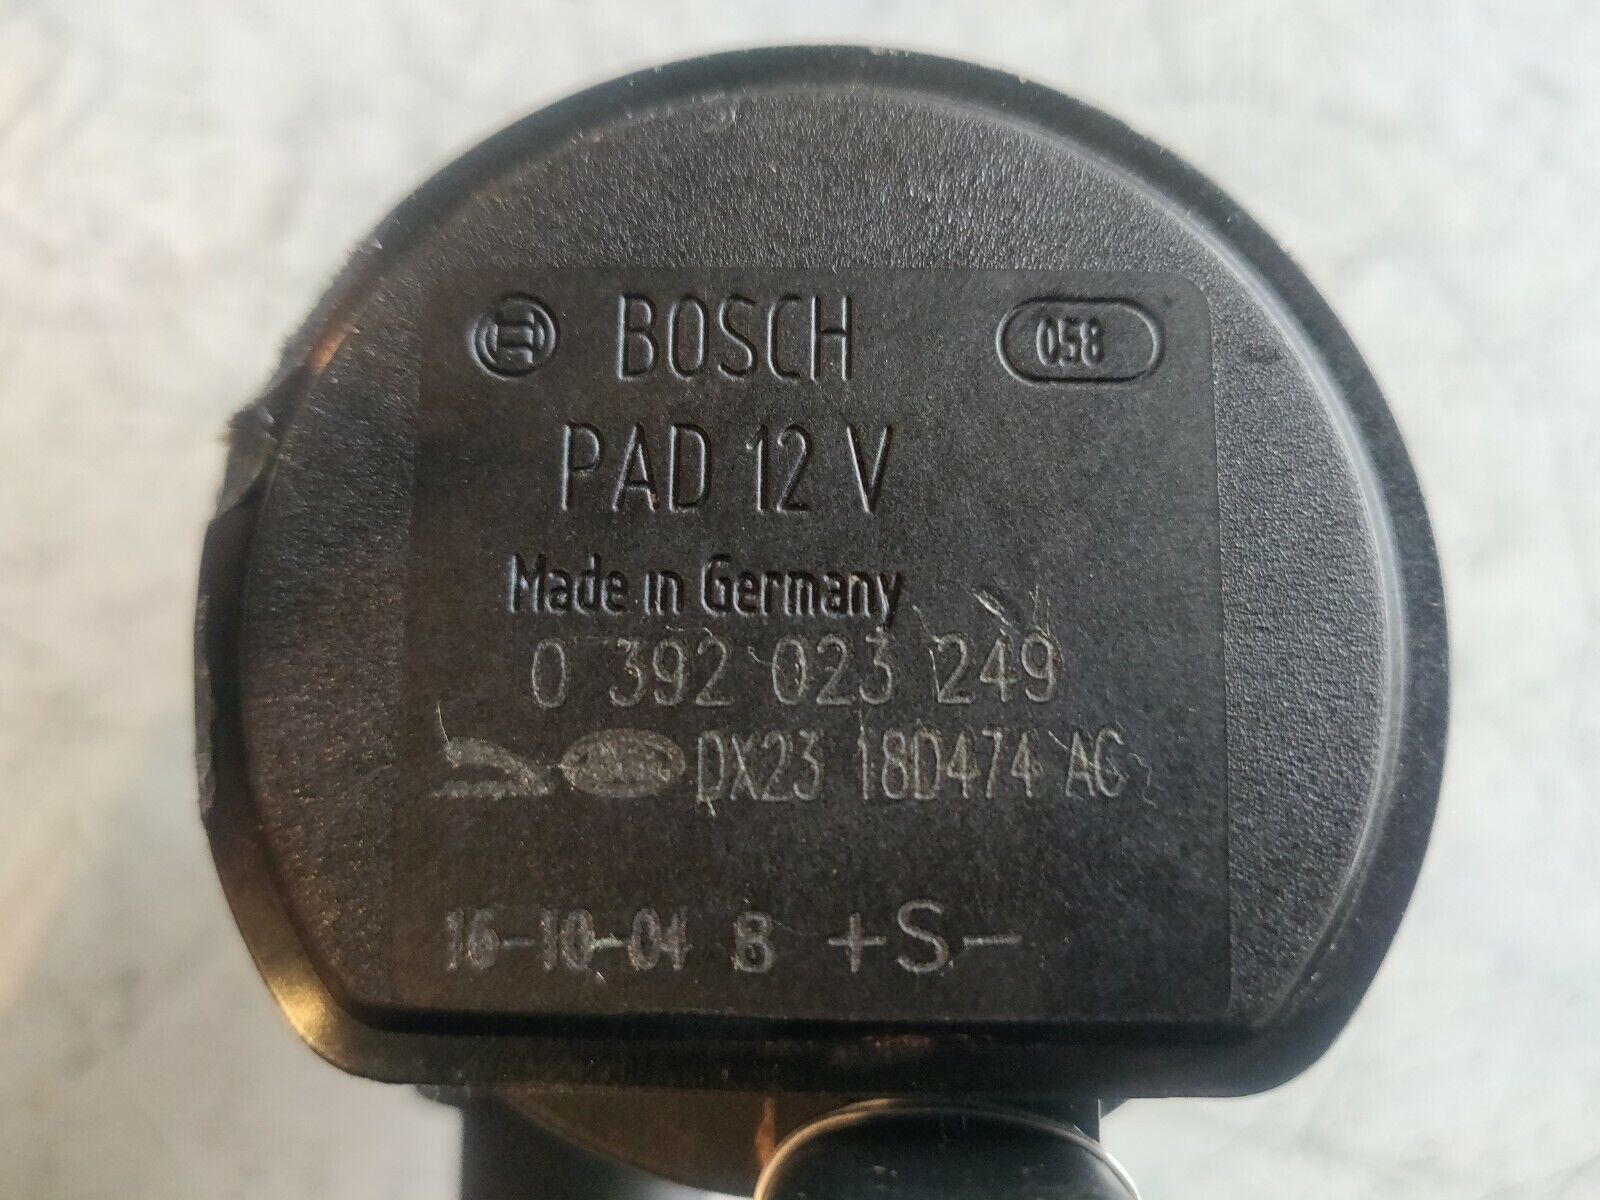 BOSCH 058
PAD 12 V
Made in Germany
0 392 023 249
DX23 18D474 AC
16-10-04 B +S-